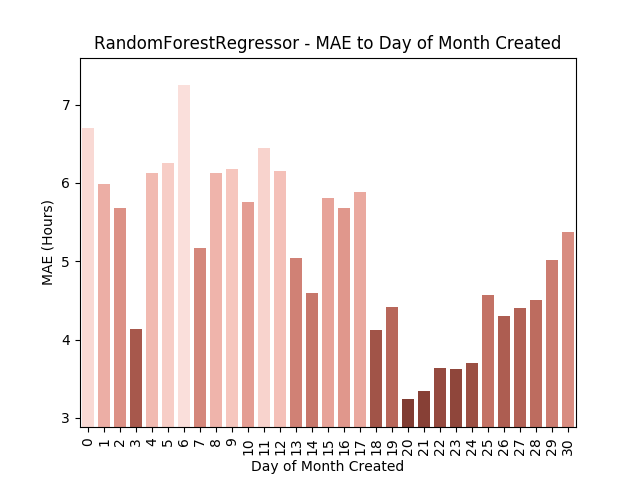 RandomForestRegressor - MAE to Day of Month Created
MAE (Hours)
7
6
5
4
3
0 1 2 3 4 5 6 7 8 9 10 11 12 13 14 15 16 17 18 19 20 21 22 23 24 25 26 27 28 29 30
Day of Month Created